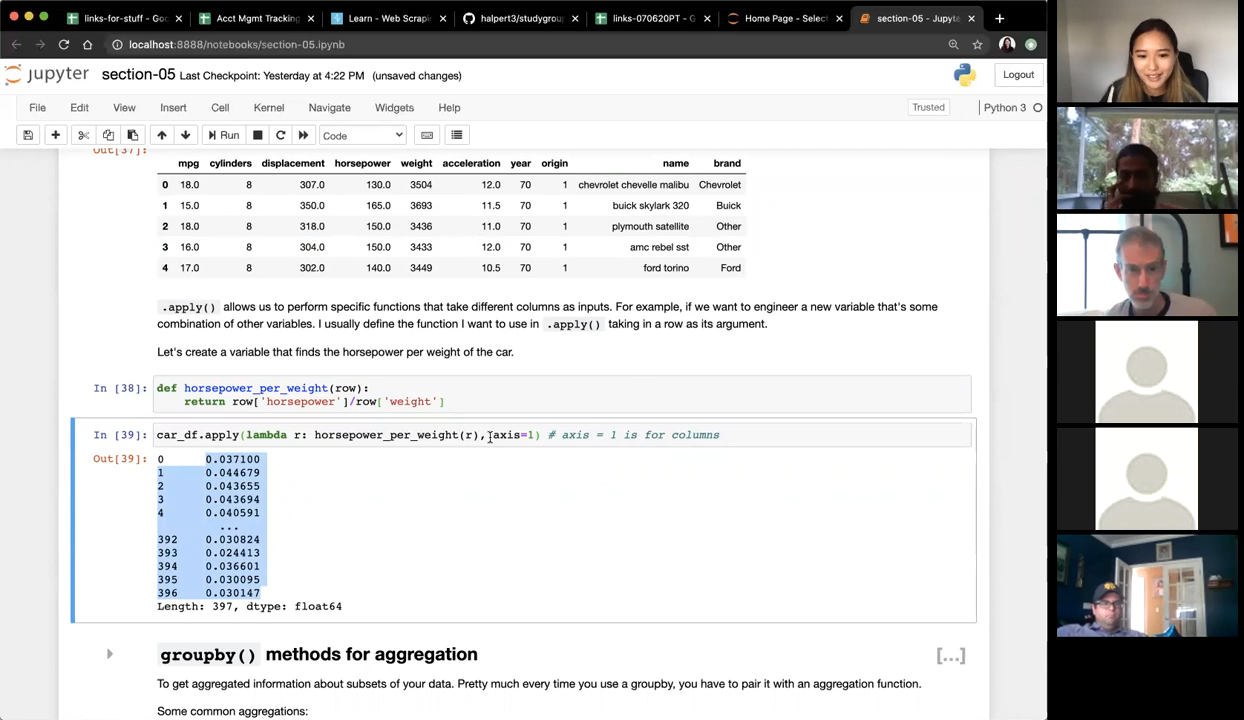 links-for-stuff - Goo
Acct Mgmt Tracking
Learn - Web Scrapin
halpert3/studygrou
links-070620PT - G
Home Page - Select
section-05 - Jupyte
localhost:8888/notebooks/section-05.ipynb
jupyter section-05 Last Checkpoint: Yesterday at 4:22 PM (unsaved changes)
Logout
File Edit View Insert Cell Kernel Navigate Widgets Help
Trusted
Python 3
Run
Code
Out[37]:
mpg cylinders displacement horsepower weight acceleration year origin name brand
0 18.0 8 307.0 130.0 3504 12.0 70 1 chevrolet chevelle malibu Chevrolet
1 15.0 8 350.0 165.0 3693 11.5 70 1 buick skylark 320 Buick
2 18.0 8 318.0 150.0 3436 11.0 70 1 plymouth satellite Other
3 16.0 8 304.0 150.0 3433 12.0 70 1 amc rebel sst Other
4 17.0 8 302.0 140.0 3449 10.5 70 1 ford torino Ford
.apply() allows us to perform specific functions that take different columns as inputs. For example, if we want to engineer a new variable that's some
combination of other variables. I usually define the function I want to use in .apply() taking in a row as its argument.
Let's create a variable that finds the horsepower per weight of the car.
In [38]: def horsepower_per_weight(row):
return row['horsepower']/row['weight']
In [39]: car_df.apply(lambda r: horsepower_per_weight(r), axis=1) # axis = 1 is for columns
Out[39]: 0 0.037100
1 0.044679
2 0.043655
3 0.043694
4 0.040591
...
392 0.030824
393 0.024413
394 0.036601
395 0.030095
396 0.030147
Length: 397, dtype: float64
groupby() methods for aggregation
[...]
To get aggregated information about subsets of your data. Pretty much every time you use a groupby, you have to pair it with an aggregation function.
Some common aggregations: